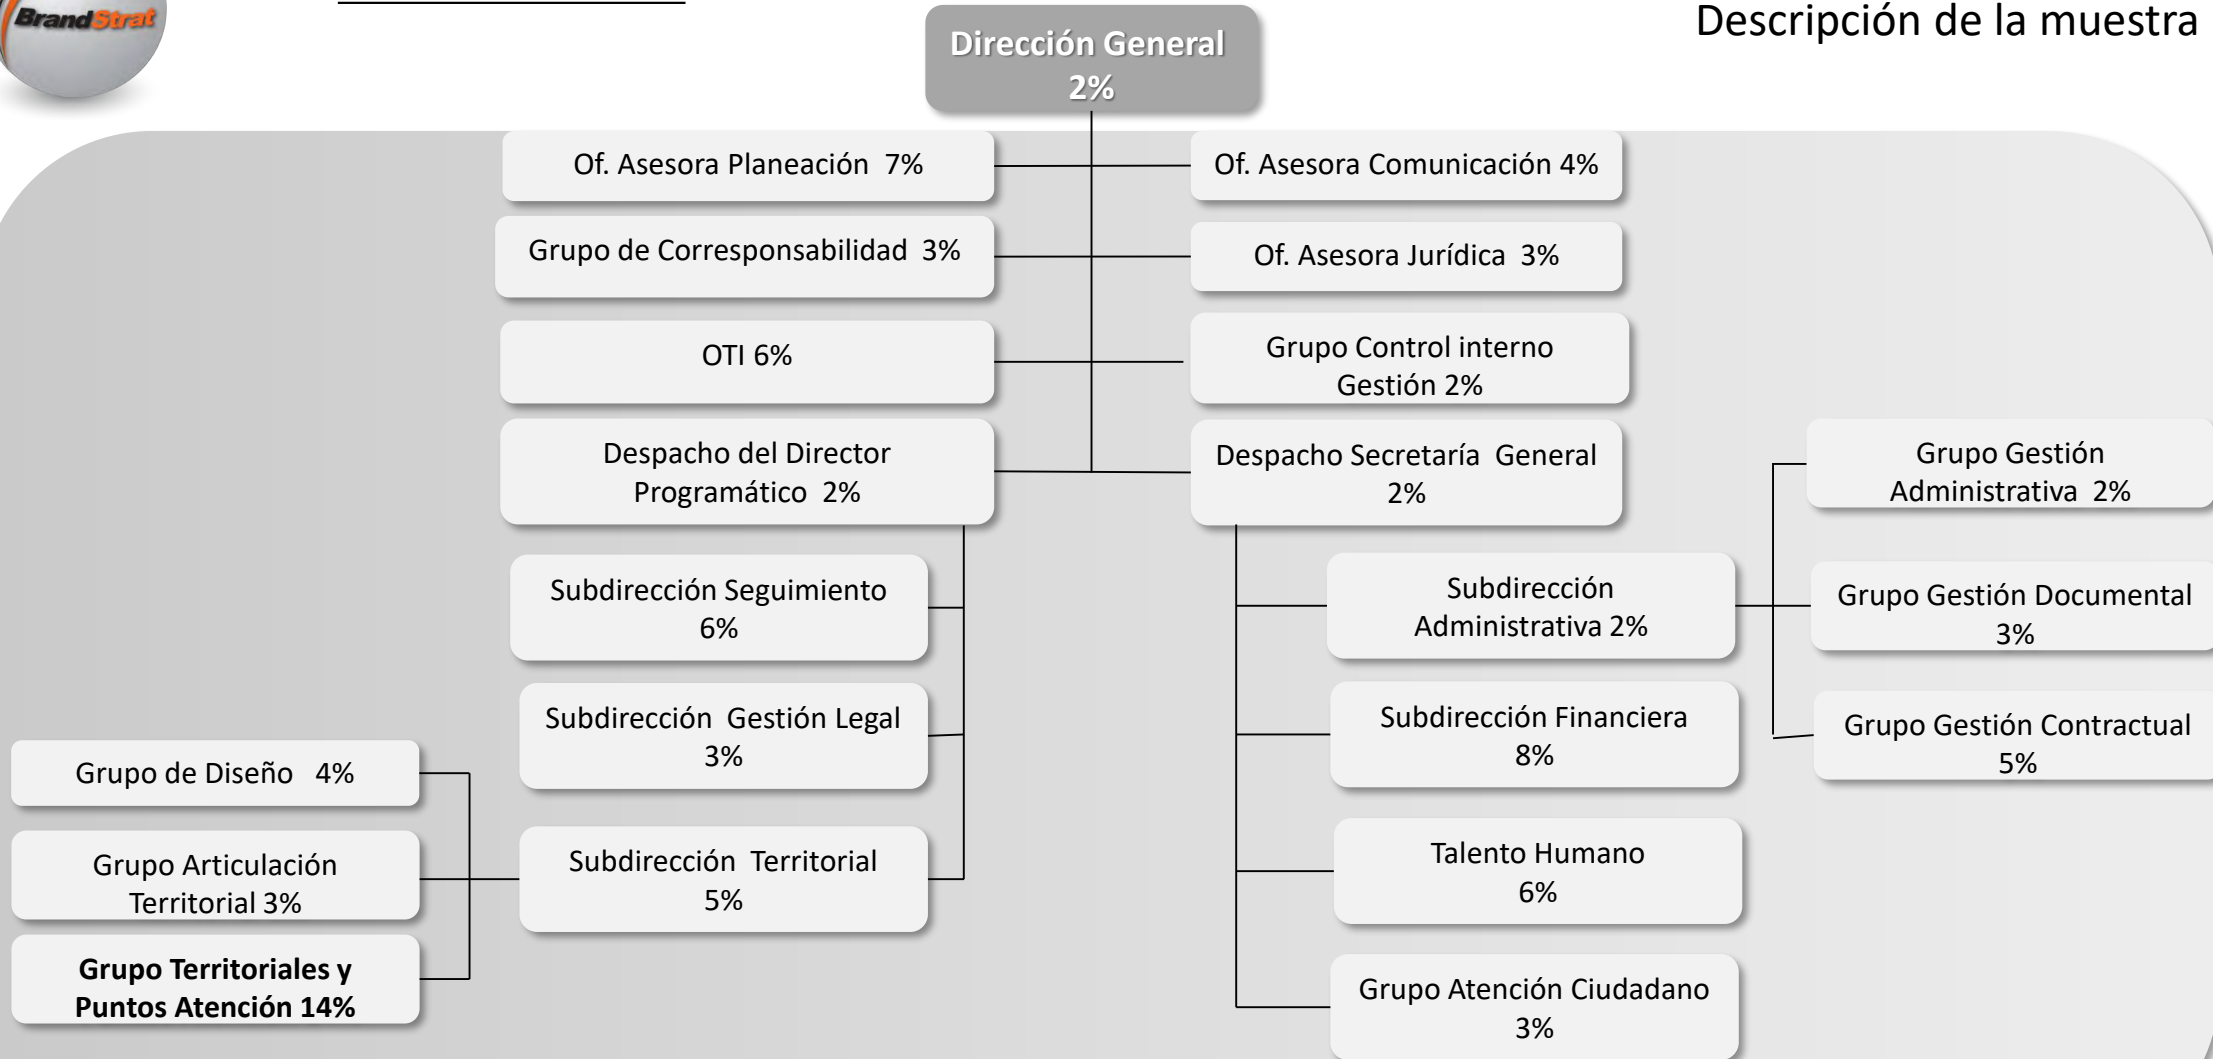 BrandStrat
Descripción de la muestra
Dirección General
2%
Of. Asesora Planeación 7%
Of. Asesora Comunicación 4%
Grupo de Corresponsabilidad 3%
Of. Asesora Jurídica 3%
OTI 6%
Grupo Control interno
Gestión 2%
Despacho del Director
Programático 2%
Despacho Secretaría General
2%
Grupo Gestión
Administrativa 2%
Subdirección Seguimiento
6%
Subdirección
Administrativa 2%
Grupo Gestión Documental
3%
Subdirección Gestión Legal
3%
Subdirección Financiera
8%
Grupo Gestión Contractual
5%
Grupo de Diseño 4%
Grupo Articulación
Territorial 3%
Subdirección Territorial
5%
Talento Humano
6%
Grupo Territoriales y
Puntos Atención 14%
Grupo Atención Ciudadano
3%